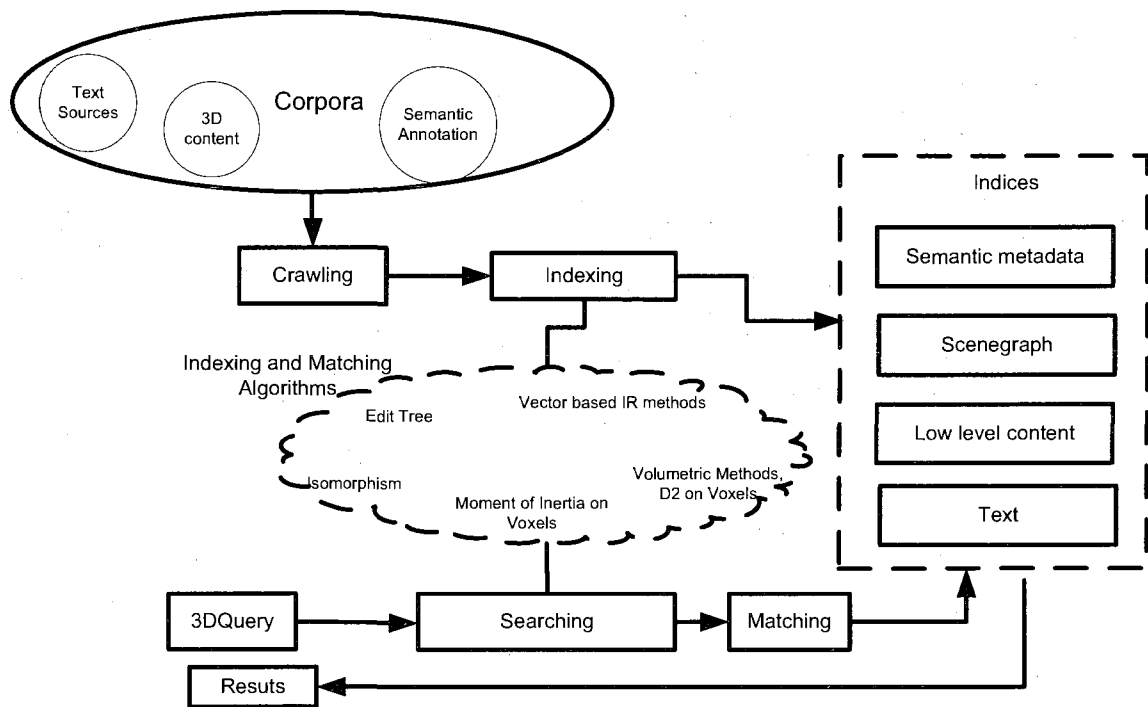 Text
Sources
3D
content
Corpora
Semantic
Annotation
Crawling
Indexing
Indices
Semantic metadata
Scenegraph
Low level content
Text
Indexing and Matching
Algorithms
Edit Tree
Vector based IR methods
Isomorphism
Moment of Inertia on
Voxels
Volumetric Methods,
D2 on Voxels
3DQuery
Searching
Matching
Resuts